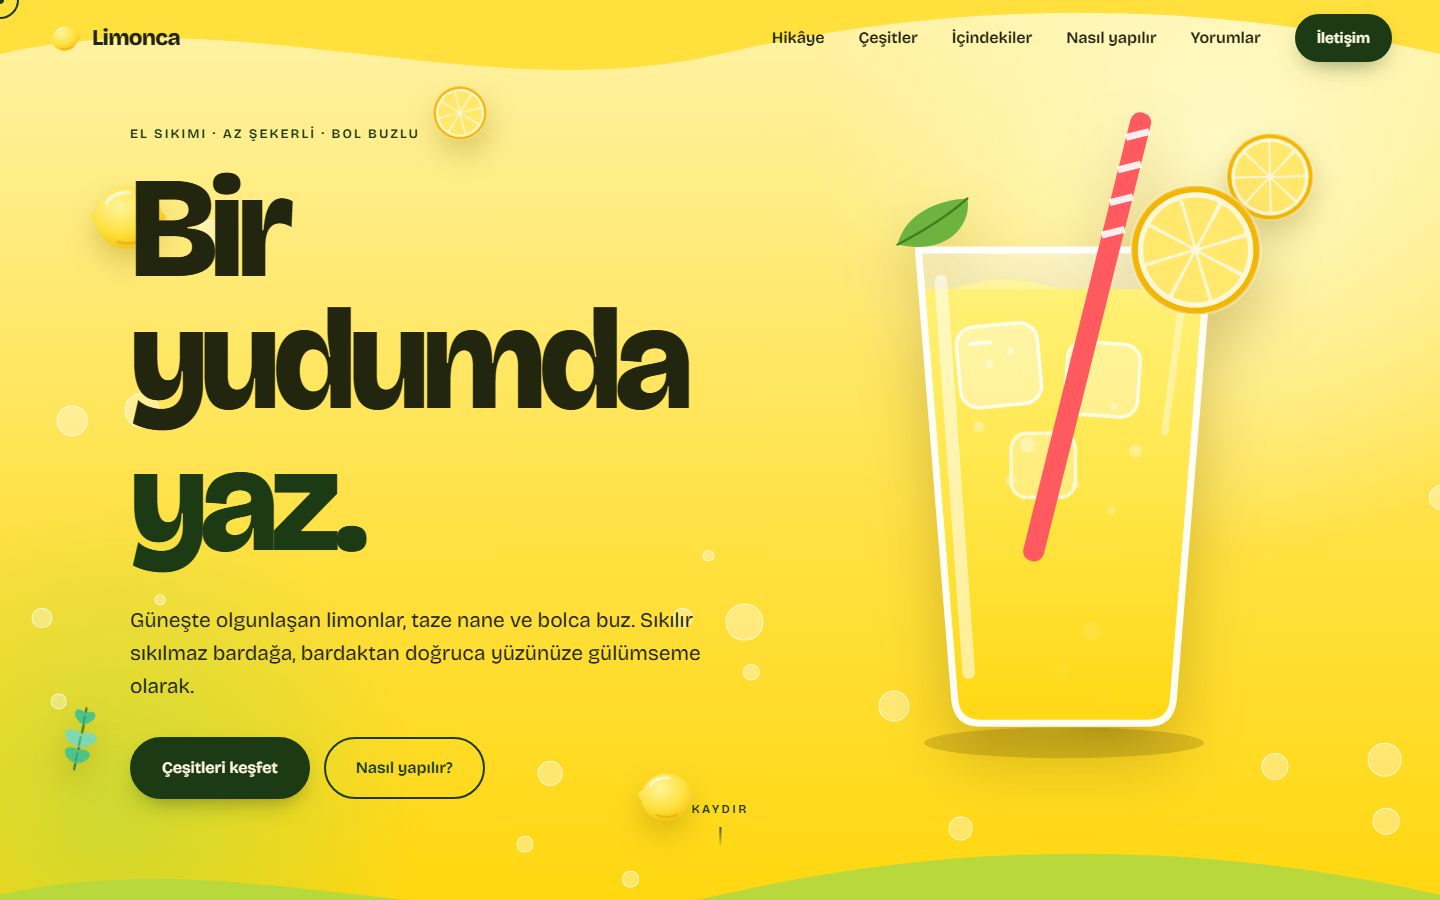 Limonca
Hikâye
Çeşitler
İçindekiler
Nasıl yapılır
Yorumlar
İletişim
EL SIKIMI · AZ ŞEKERLİ · BOL BUZLU
Bir
yudumda
yaz.
Güneşte olgunlaşan limonlar, taze nane ve bolca buz. Sıkılır
sıkılmaz bardağa, bardaktan doğruca yüzünüze gülümseme
olarak.
Çeşitleri keşfet
Nasıl yapılır?
KAYDIR